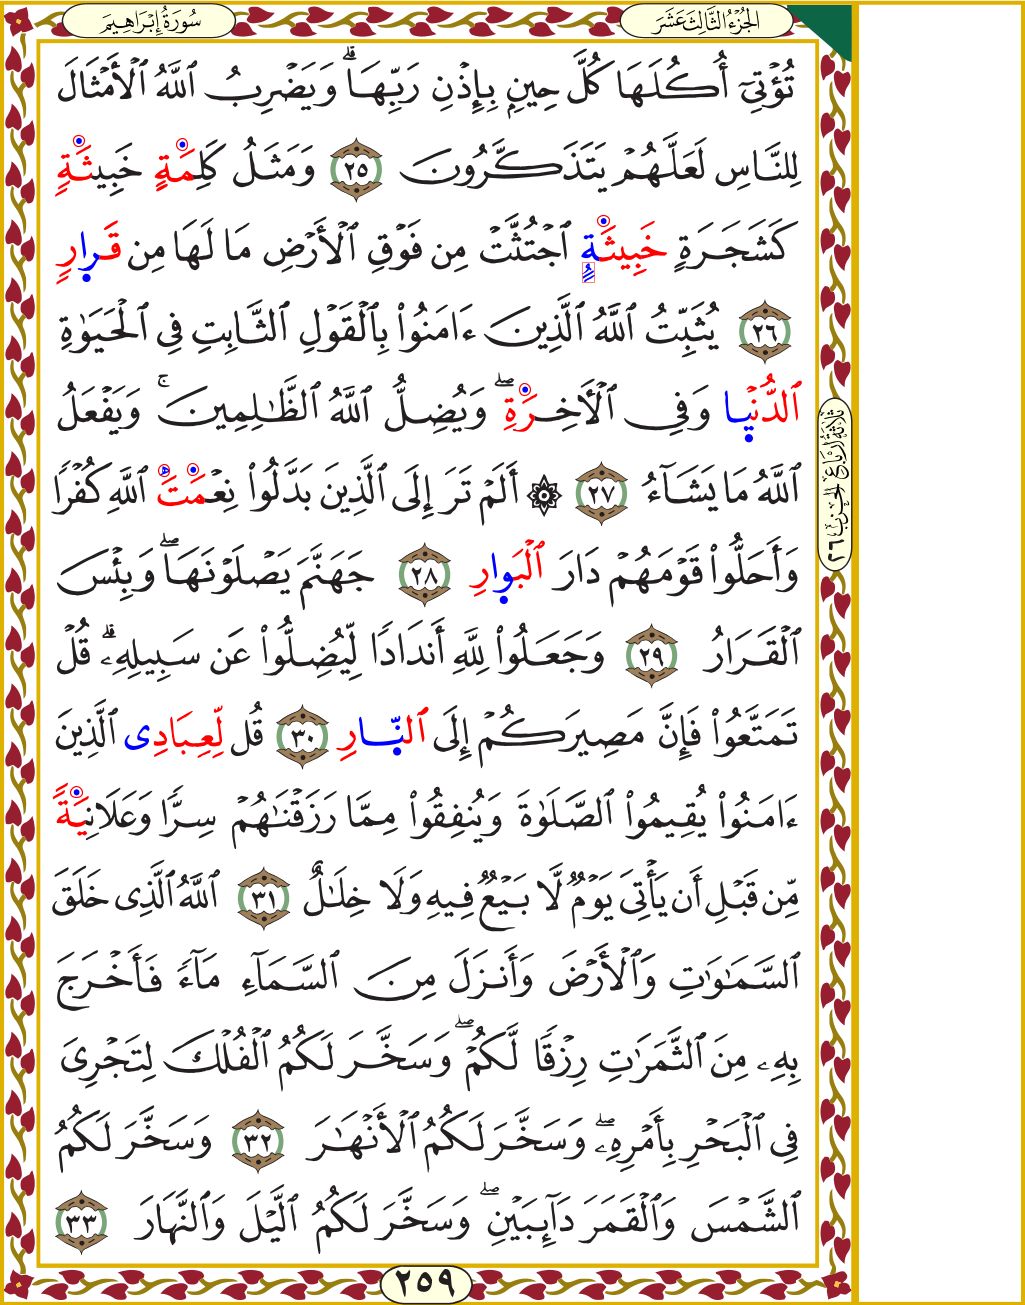 سُورَةُ إِبْرَاهِيمَ
الجُزْءُ الثَّالِثَ عَشَرَ
تُؤْتِيٓ أُكُلَهَا كُلَّ حِينٍۭ بِإِذْنِ رَبِّهَاۗ وَيَضْرِبُ ٱللَّهُ ٱلْأَمْثَالَ
لِلنَّاسِ لَعَلَّهُمْ يَتَذَكَّرُونَ ٢٥ وَمَثَلُ كَلِمَةٍ خَبِيثَةٖ
كَشَجَرَةٍ خَبِيثَةٍ ٱجْتُثَّتْ مِن فَوْقِ ٱلْأَرْضِ مَا لَهَا مِن قَرَارٖ
٢٦ يُثَبِّتُ ٱللَّهُ ٱلَّذِينَ ءَامَنُوا۟ بِٱلْقَوْلِ ٱلثَّابِتِ فِي ٱلْحَيَوٰةِ
ٱلدُّنْيَا وَفِي ٱلْأَخِرَةِۖ وَيُضِلُّ ٱللَّهُ ٱلظَّٰلِمِينَۚ وَيَفْعَلُ
ٱللَّهُ مَا يَشَآءُ ٢٧ ۞ أَلَمْ تَرَ إِلَى ٱلَّذِينَ بَدَّلُوا۟ نِعْمَتَ ٱللَّهِ كُفْرًا
وَأَحَلُّوا۟ قَوْمَهُمْ دَارَ ٱلْبَوَارِ ٢٨ جَهَنَّمَ يَصْلَوْنَهَاۖ وَبِئْسَ
ٱلْقَرَارُ ٢٩ وَجَعَلُوا۟ لِلَّهِ أَندَادًا لِّيُضِلُّوا۟ عَن سَبِيلِهِۦۗ قُلْ
تَمَتَّعُوا۟ فَإِنَّ مَصِيرَكُمْ إِلَى ٱلنَّارِ ٣٠ قُل لِّعِبَادِى ٱلَّذِينَ
ءَامَنُوا۟ يُقِيمُوا۟ ٱلصَّلَوٰةَ وَيُنفِقُوا۟ مِمَّا رَزَقْنَٰهُمْ سِرًّا وَعَلَانِيَةً
مِّن قَبْلِ أَن يَأْتِىَ يَوْمٌ لَّا بَيْعٌ فِيهِ وَلَا خِلَٰلٌ ٣١ ٱللَّهُ ٱلَّذِى خَلَقَ
ٱلسَّمَٰوَٰتِ وَٱلْأَرْضَ وَأَنزَلَ مِنَ ٱلسَّمَآءِ مَآءً فَأَخْرَجَ
بِهِۦ مِنَ ٱلثَّمَرَٰتِ رِزْقًا لَّكُمْۖ وَسَخَّرَ لَكُمُ ٱلْفُلْكَ لِتَجْرِىَ
فِى ٱلْبَحْرِ بِأَمْرِهِۦۖ وَسَخَّرَ لَكُمُ ٱلْأَنْهَٰرَ ٣٢ وَسَخَّرَ لَكُمُ
ٱلشَّمْسَ وَٱلْقَمَرَ دَآئِبَيْنِۖ وَسَخَّرَ لَكُمُ ٱلَّيْلَ وَٱلنَّهَارَ ٣٣
ثَلَاثَةُ أَرْبَاعِ الحِزْبِ ٢٦
٢٥٩